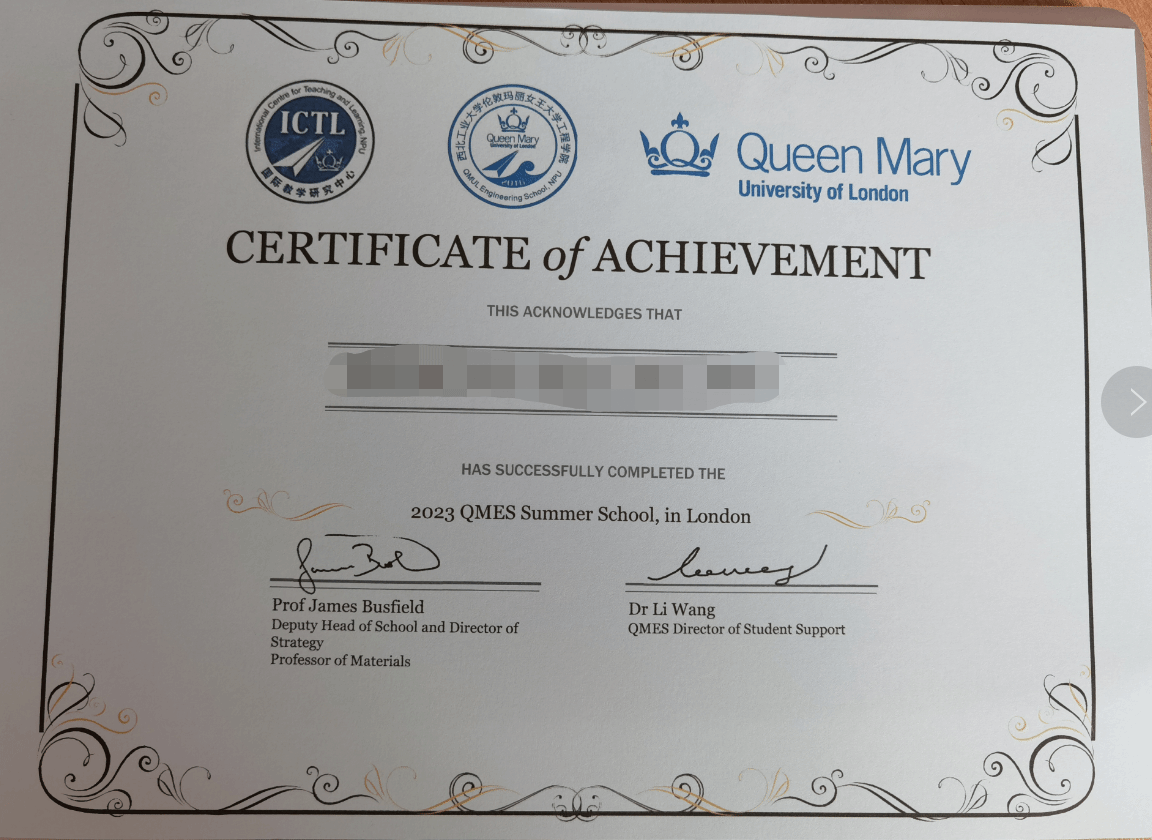 International Centre for Teaching and Learning, NPU
ICTL
国际教学研究中心
西北工业大学伦敦玛丽女王大学工程学院
Queen Mary
University of London
QMUL Engineering School, NPU
Queen Mary
University of London
CERTIFICATE of ACHIEVEMENT
THIS ACKNOWLEDGES THAT
HAS SUCCESSFULLY COMPLETED THE
2023 QMES Summer School, in London
Prof James Busfield
Deputy Head of School and Director of
Strategy
Professor of Materials
Dr Li Wang
QMES Director of Student Support